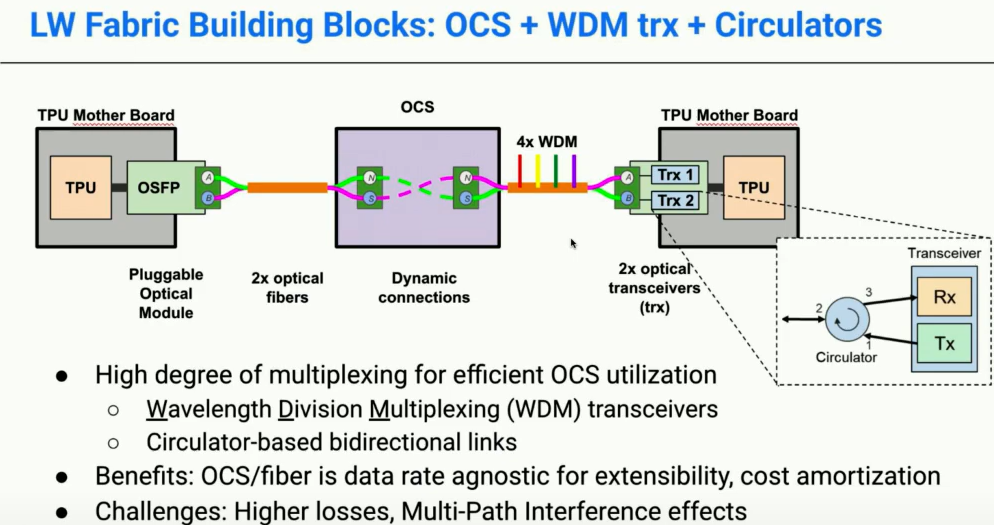 LW Fabric Building Blocks: OCS + WDM trx + Circulators
TPU Mother Board
OCS
TPU Mother Board
4x WDM
TPU
OSFP
A
B
N
S
N
S
A
B
Trx 1
Trx 2
TPU
Pluggable
Optical
Module
2x optical
fibers
Dynamic
connections
2x optical
transceivers
(trx)
Transceiver
2
3
1
Rx
Tx
Circulator
● High degree of multiplexing for efficient OCS utilization
○ Wavelength Division Multiplexing (WDM) transceivers
○ Circulator-based bidirectional links
● Benefits: OCS/fiber is data rate agnostic for extensibility, cost amortization
● Challenges: Higher losses, Multi-Path Interference effects